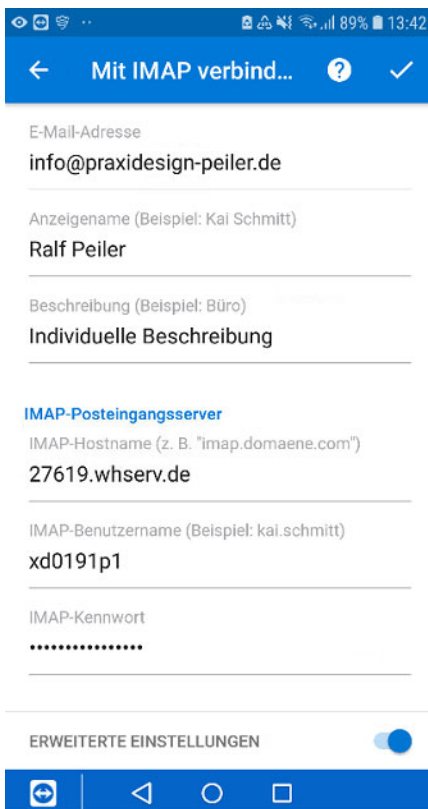 89% 13:42
Mit IMAP verbind...
E-Mail-Adresse
info@praxidesign-peiler.de
Anzeigename (Beispiel: Kai Schmitt)
Ralf Peiler
Beschreibung (Beispiel: Büro)
Individuelle Beschreibung
IMAP-Posteingangsserver
IMAP-Hostname (z. B. "imap.domaene.com")
27619.whserv.de
IMAP-Benutzername (Beispiel: kai.schmitt)
xd0191p1
IMAP-Kennwort
••••••••••••••••
ERWEITERTE EINSTELLUNGEN